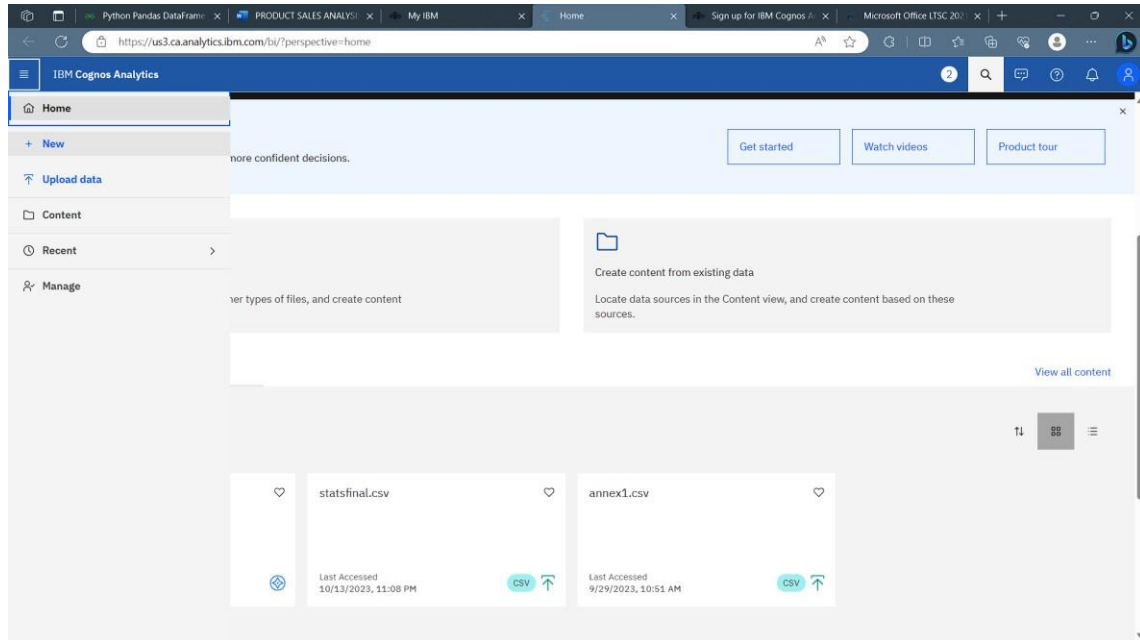 Python Pandas DataFrame
PRODUCT SALES ANALYSI
My IBM
Home
Sign up for IBM Cognos A
Microsoft Office LTSC 202
https://us3.ca.analytics.ibm.com/bi/?perspective=home
IBM Cognos Analytics
2
Home
New
Upload data
Content
Recent
Manage
more confident decisions.
Get started
Watch videos
Product tour
her types of files, and create content
Create content from existing data
Locate data sources in the Content view, and create content based on these
sources.
View all content
statsfinal.csv
Last Accessed
10/13/2023, 11:08 PM
CSV
annex1.csv
Last Accessed
9/29/2023, 10:51 AM
CSV